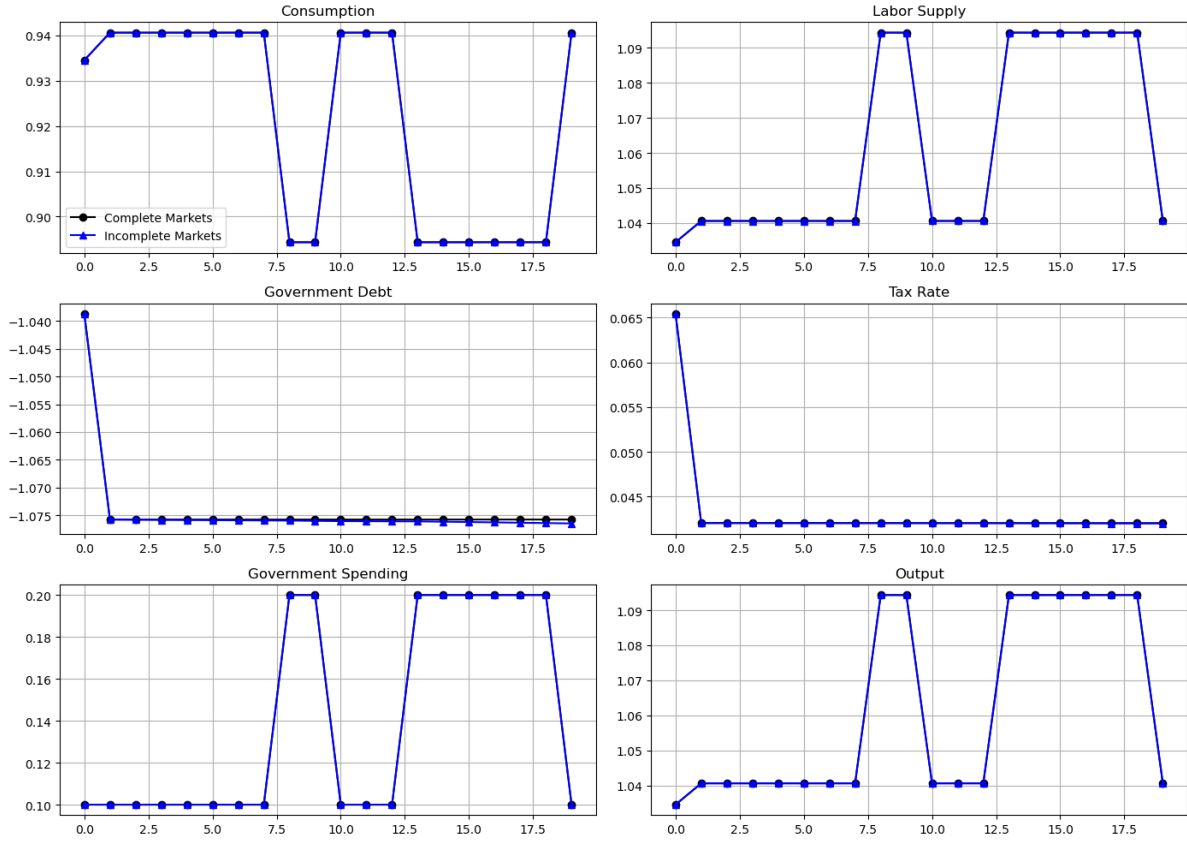 Consumption
0.94
0.93
0.92
0.91
0.90
Complete Markets
Incomplete Markets
0.0 2.5 5.0 7.5 10.0 12.5 15.0 17.5
Labor Supply
1.09
1.08
1.07
1.06
1.05
1.04
0.0 2.5 5.0 7.5 10.0 12.5 15.0 17.5
Government Debt
−1.040
−1.045
−1.050
−1.055
−1.060
−1.065
−1.070
−1.075
0.0 2.5 5.0 7.5 10.0 12.5 15.0 17.5
Tax Rate
0.065
0.060
0.055
0.050
0.045
0.0 2.5 5.0 7.5 10.0 12.5 15.0 17.5
Government Spending
0.20
0.18
0.16
0.14
0.12
0.10
0.0 2.5 5.0 7.5 10.0 12.5 15.0 17.5
Output
1.09
1.08
1.07
1.06
1.05
1.04
0.0 2.5 5.0 7.5 10.0 12.5 15.0 17.5